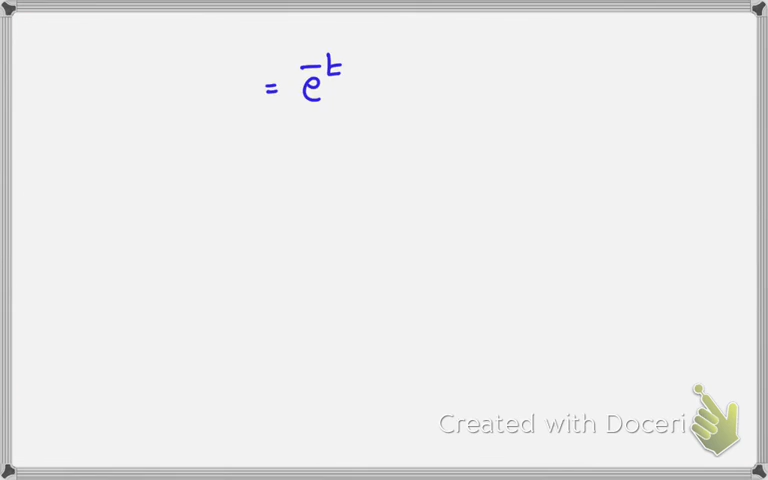 = e^{-t}
Created with Doceri